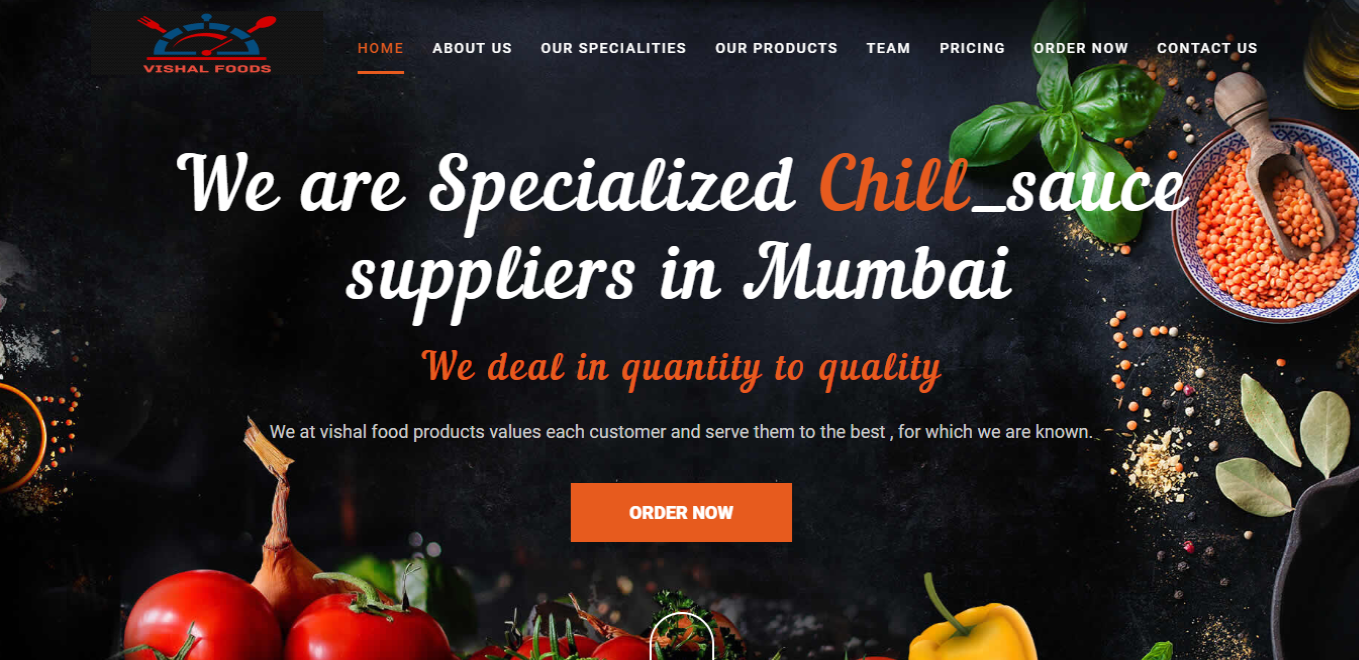 VISHAL FOODS
HOME ABOUT US OUR SPECIALITIES OUR PRODUCTS TEAM PRICING ORDER NOW CONTACT US
We are Specialized Chill_sauce
suppliers in Mumbai
We deal in quantity to quality
We at vishal food products values each customer and serve them to the best , for which we are known.
ORDER NOW